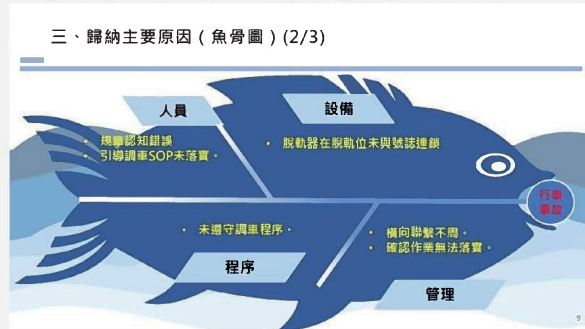 三、歸納主要原因(魚骨圖)(2/3)
人員
• 規章認知錯誤
• 引導調車SOP未落實。
設備
• 脫軌器在脫軌位未與號誌連鎖
行車
事故
• 未遵守調車程序。
程序
• 橫向聯繫不周。
• 確認作業無法落實。
管理
9